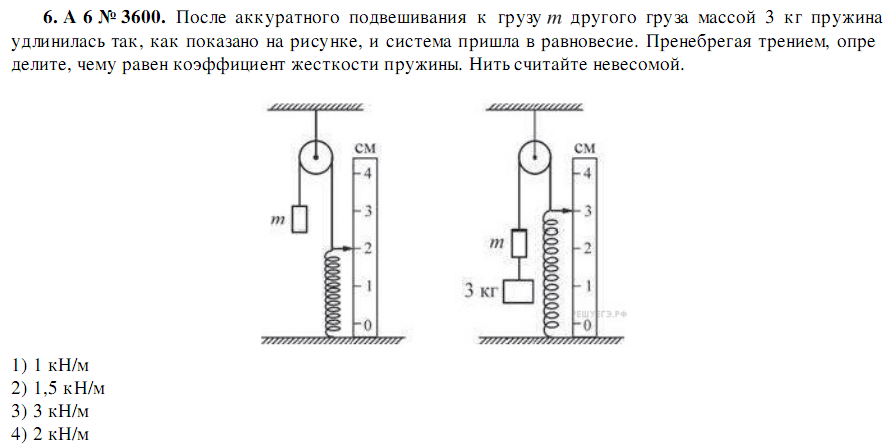 6. А 6 № 3600. После аккуратного подвешивания к грузу m другого груза массой 3 кг пружина
удлинилась так, как показано на рисунке, и система пришла в равновесие. Пренебрегая трением, опре
делите, чему равен коэффициент жесткости пружины. Нить считайте невесомой.
см
4
3
2
1
0
m
см
4
3
2
1
0
m
3 кг
РЕШУЕГЭ.РФ
1) 1 кН/м
2) 1,5 кН/м
3) 3 кН/м
4) 2 кН/м